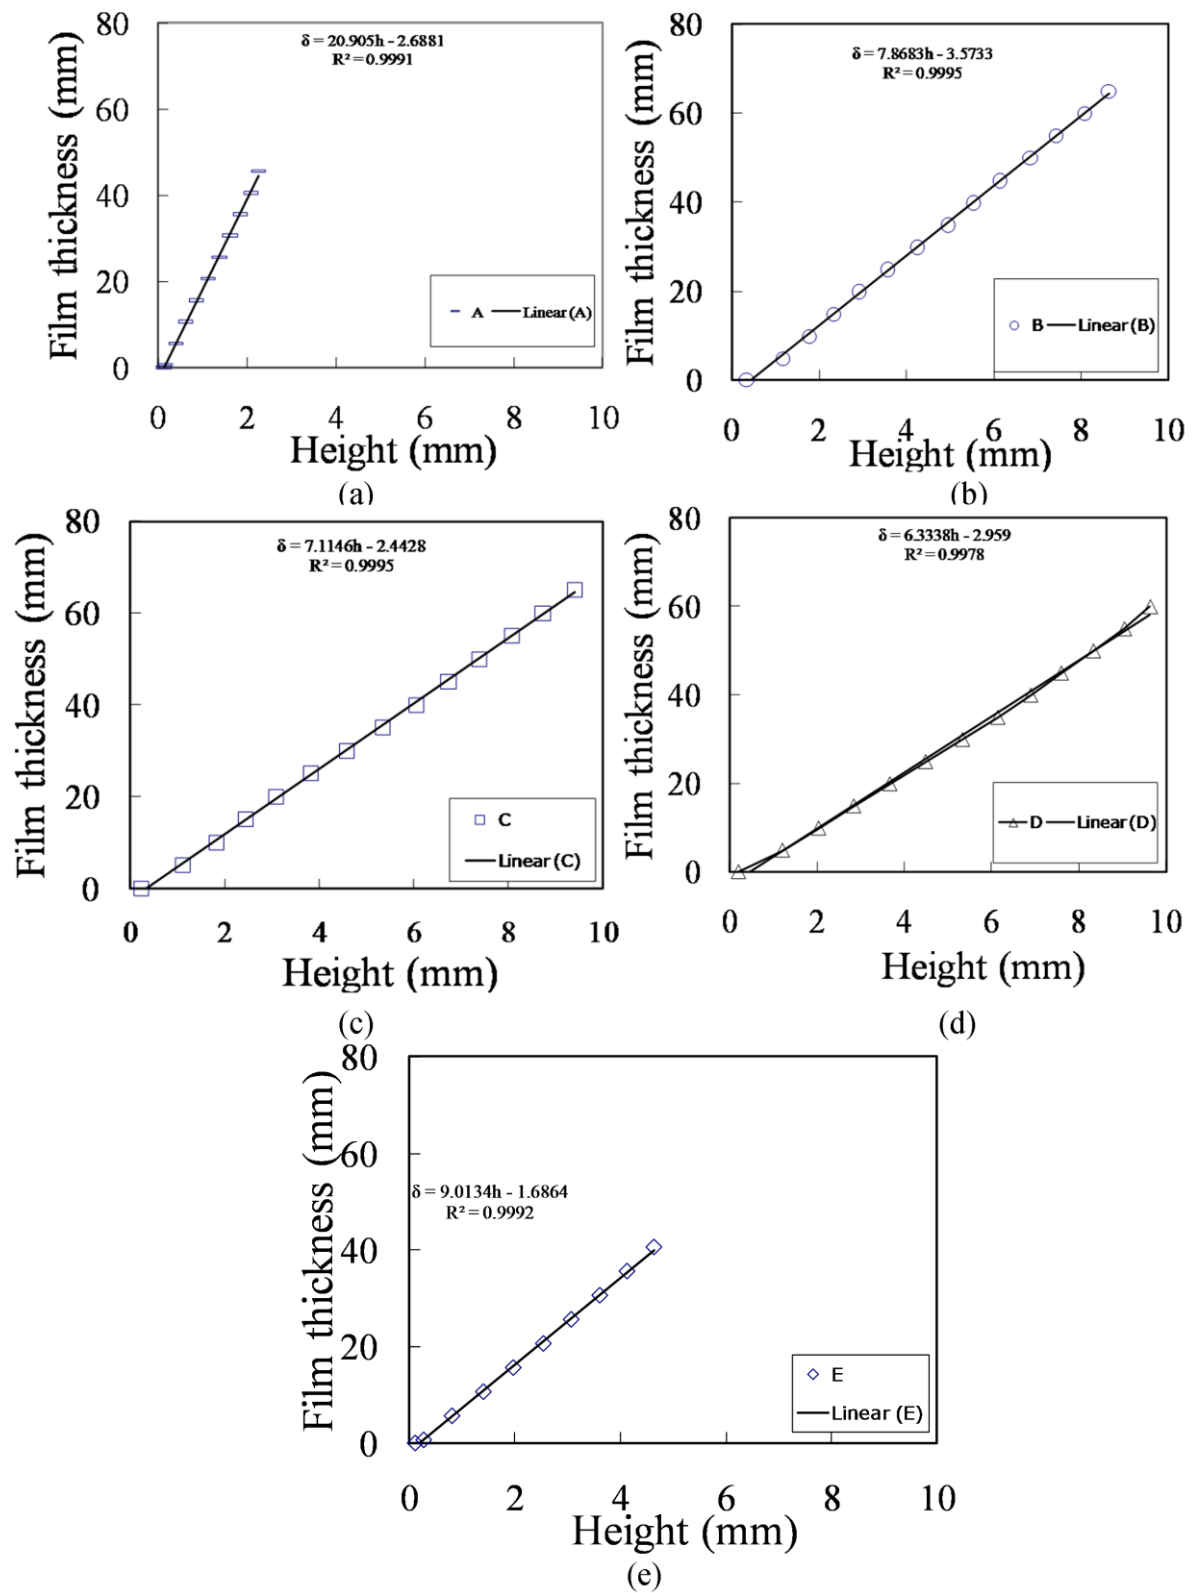 80
60
40
20
0
Film thickness (mm)
δ = 20.905h - 2.6881
R² = 0.9991
A Linear (A)
0 2 4 6 8 10
Height (mm)
(a)
80
60
40
20
0
Film thickness (mm)
δ = 7.8683h - 3.5733
R² = 0.9995
B Linear (B)
0 2 4 6 8 10
Height (mm)
(b)
80
60
40
20
0
Film thickness (mm)
δ = 7.1146h - 2.4428
R² = 0.9995
C
Linear (C)
0 2 4 6 8 10
Height (mm)
(c)
80
60
40
20
0
Film thickness (mm)
δ = 6.3338h - 2.959
R² = 0.9978
D Linear (D)
0 2 4 6 8 10
Height (mm)
(d)
80
60
40
20
0
Film thickness (mm)
δ = 9.0134h - 1.6864
R² = 0.9992
E
Linear (E)
0 2 4 6 8 10
Height (mm)
(e)